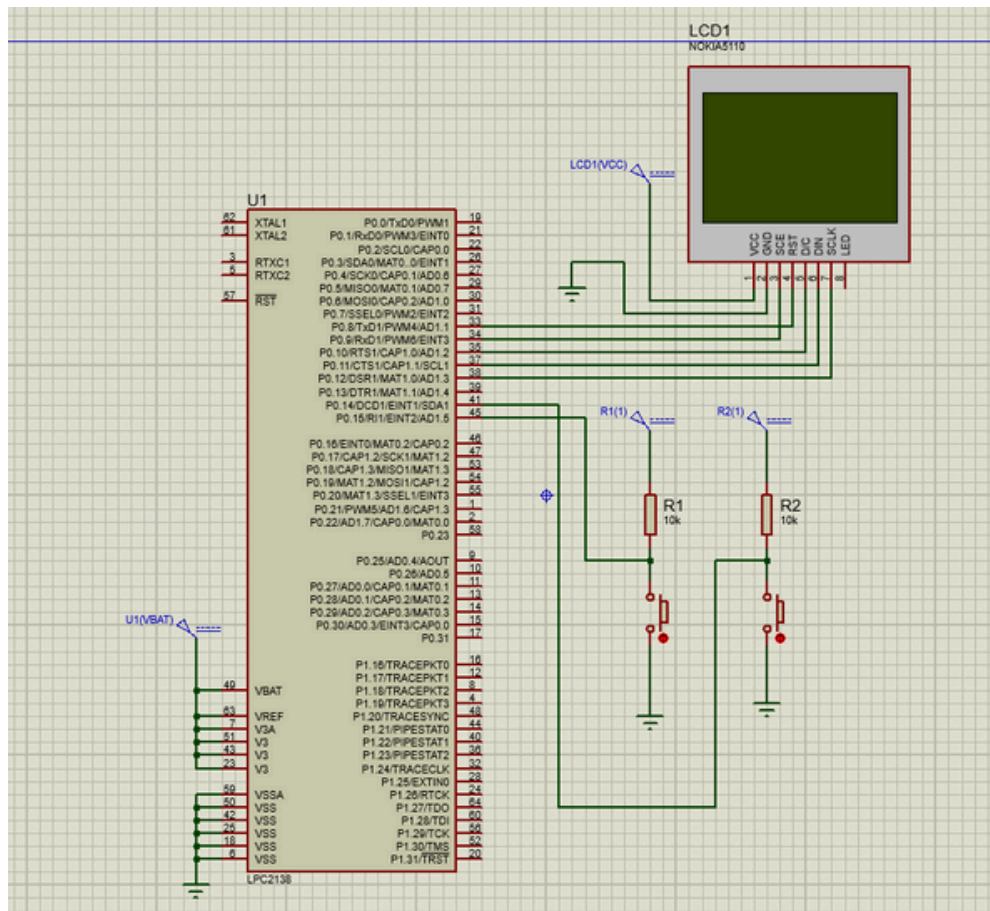 LCD1
NOKIA5110
LCD1(VCC)
VCC
GND
SCE
RST
D/C
DIN
SCLK
LED
1
2
3
4
5
6
7
8
U1
62 XTAL1 P0.0/TxD0/PWM1 19
61 XTAL2 P0.1/RxD0/PWM3/EINT0 21
P0.2/SCL0/CAP0.0 22
3 RTXC1 P0.3/SDA0/MAT0..0/EINT1 26
5 RTXC2 P0.4/SCK0/CAP0.1/AD0.6 27
P0.5/MISO0/MAT0.1/AD0.7 29
57 RST P0.6/MOSI0/CAP0.2/AD1.0 30
P0.7/SSEL0/PWM2/EINT2 31
P0.8/TxD1/PWM4/AD1.1 33
P0.9/RxD1/PWM6/EINT3 34
P0.10/RTS1/CAP1.0/AD1.2 35
P0.11/CTS1/CAP1.1/SCL1 37
P0.12/DSR1/MAT1.0/AD1.3 38
P0.13/DTR1/MAT1.1/AD1.4 39
P0.14/DCD1/EINT1/SDA1 41
P0.15/RI1/EINT2/AD1.5 45
R1(1) R2(1)
P0.16/EINT0/MAT0.2/CAP0.2 46
P0.17/CAP1.2/SCK1/MAT1.2 47
P0.18/CAP1.3/MISO1/MAT1.3 53
P0.19/MAT1.2/MOSI1/CAP1.2 54
P0.20/MAT1.3/SSEL1/EINT3 55
P0.21/PWM5/AD1.6/CAP1.3 1
P0.22/AD1.7/CAP0.0/MAT0.0 2
P0.23 58
R1 R2
10k 10k
P0.25/AD0.4/AOUT 9
P0.26/AD0.5 10
P0.27/AD0.0/CAP0.1/MAT0.1 11
P0.28/AD0.1/CAP0.2/MAT0.2 13
P0.29/AD0.2/CAP0.3/MAT0.3 14
P0.30/AD0.3/EINT3/CAP0.0 15
P0.31 17
U1(VBAT)
P1.16/TRACEPKT0 16
P1.17/TRACEPKT1 12
49 VBAT P1.18/TRACEPKT2 8
P1.19/TRACEPKT3 4
63 VREF P1.20/TRACESYNC 48
7 V3A P1.21/PIPESTAT0 44
51 V3 P1.22/PIPESTAT1 40
43 V3 P1.23/PIPESTAT2 36
23 V3 P1.24/TRACECLK 32
P1.25/EXTIN0 28
59 VSSA P1.26/RTCK 24
50 VSS P1.27/TDO 64
42 VSS P1.28/TDI 60
25 VSS P1.29/TCK 56
18 VSS P1.30/TMS 52
6 VSS P1.31/TRST 20
LPC2138